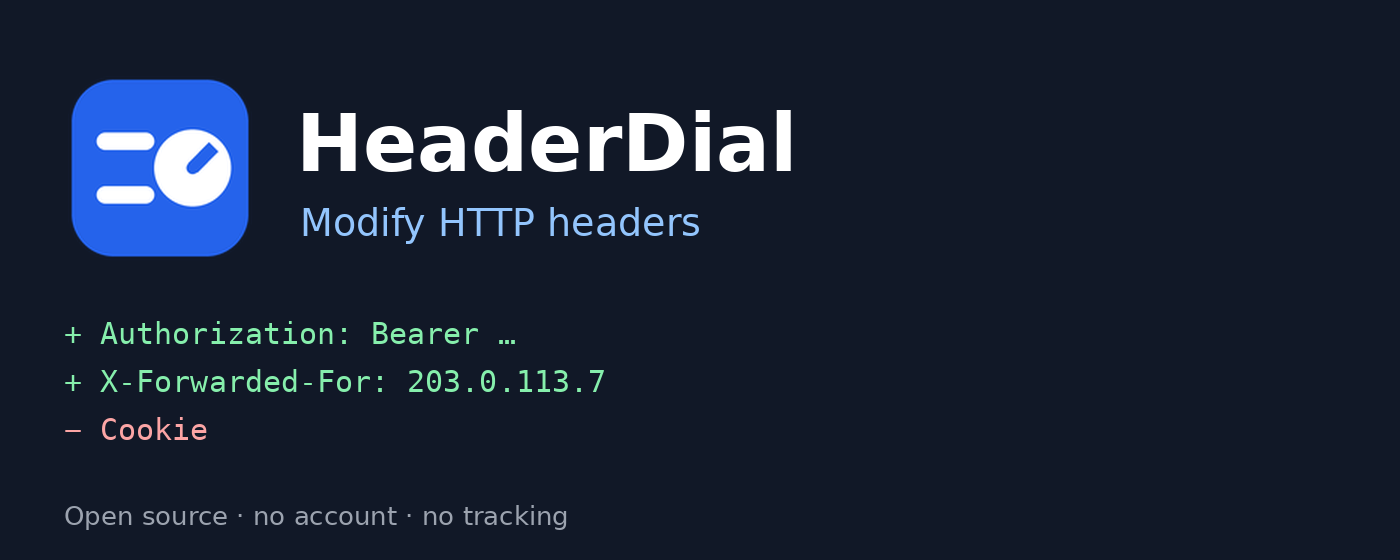 HeaderDial
Modify HTTP headers
+ Authorization: Bearer …
+ X-Forwarded-For: 203.0.113.7
− Cookie
Open source · no account · no tracking